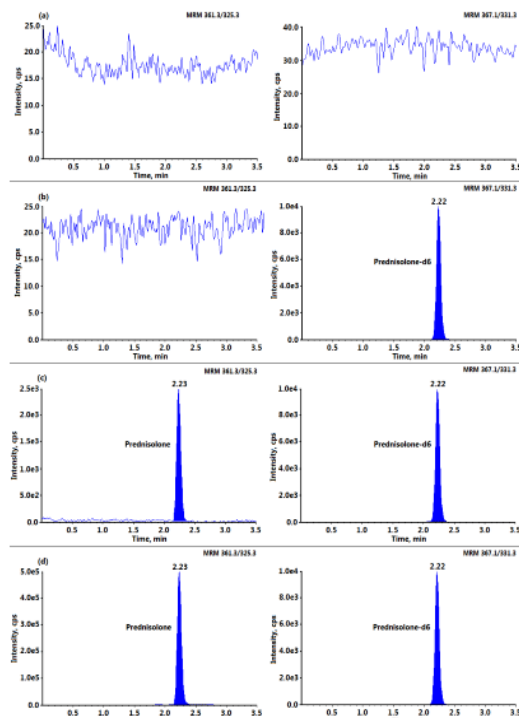 (a) MRM 361.3/325.3 MRM 367.1/331.3
25.0 40.0
20.0 30.0
15.0 20.0
10.0 10.0
5.0
0.0 0.0
Intensity, cps Intensity, cps
0.5 1.0 1.5 2.0 2.5 3.0 3.5 0.5 1.0 1.5 2.0 2.5 3.0 3.5
Time, min Time, min
(b) MRM 361.3/325.3 MRM 367.1/331.3
2.22
25.0 1.0e4
20.0 8.0e3
Prednisolone-d6
15.0 6.0e3
10.0 4.0e3
5.0 2.0e3
0.0 0.0
Intensity, cps Intensity, cps
0.5 1.0 1.5 2.0 2.5 3.0 3.5 0.5 1.0 1.5 2.0 2.5 3.0 3.5
Time, min Time, min
(c) MRM 361.3/325.3 MRM 367.1/331.3
2.23 2.22
2.5e3 1.0e4
2.0e3 8.0e3
Prednisolone Prednisolone-d6
1.5e3 6.0e3
1.0e3 4.0e3
5.0e2 2.0e3
0.0 0.0
Intensity, cps Intensity, cps
0.5 1.0 1.5 2.0 2.5 3.0 3.5 0.5 1.0 1.5 2.0 2.5 3.0 3.5
Time, min Time, min
(d) MRM 361.3/325.3 MRM 367.1/331.3
2.23 2.22
5.0e5 1.0e4
4.0e5 8.0e3
Prednisolone Prednisolone-d6
3.0e5 6.0e3
2.0e5 4.0e3
1.0e5 2.0e3
0.0 0.0
Intensity, cps Intensity, cps
0.5 1.0 1.5 2.0 2.5 3.0 3.5 0.5 1.0 1.5 2.0 2.5 3.0 3.5
Time, min Time, min